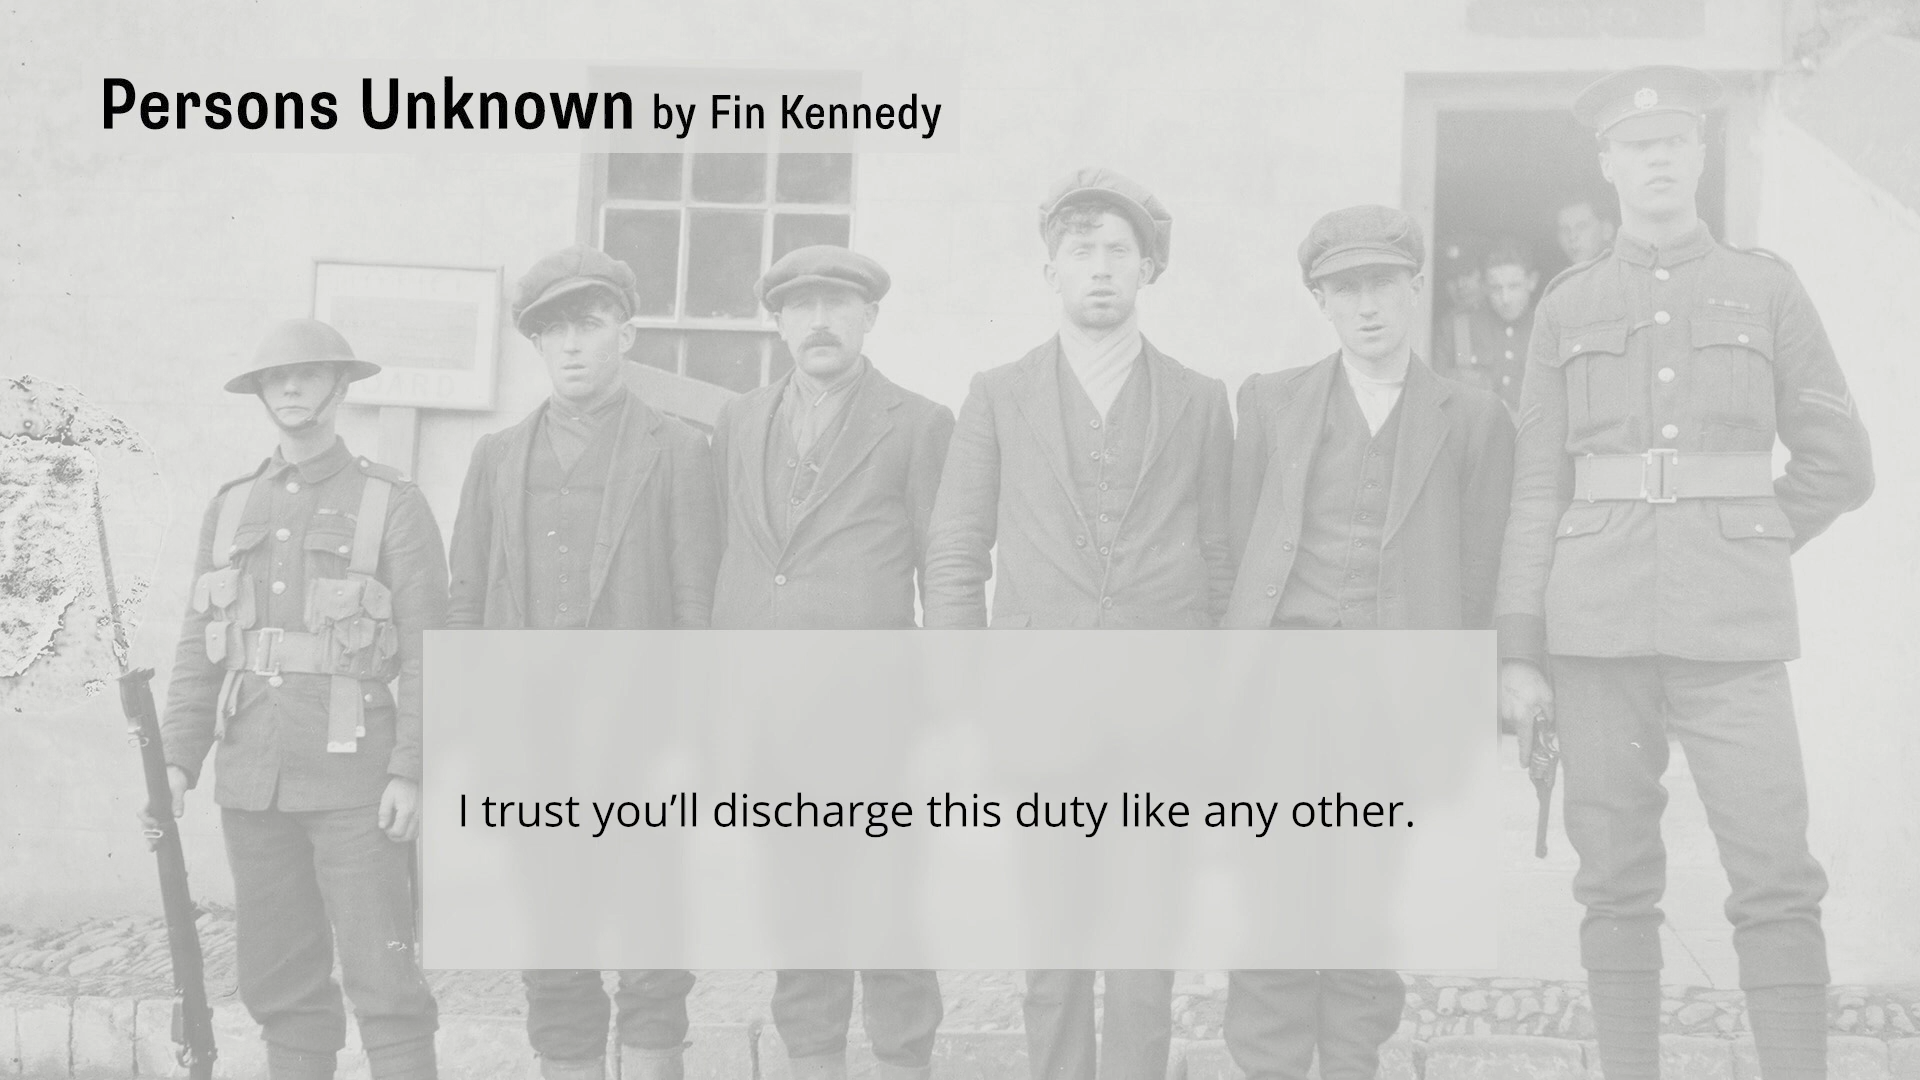 Persons Unknown by Fin Kennedy
I trust you’ll discharge this duty like any other.